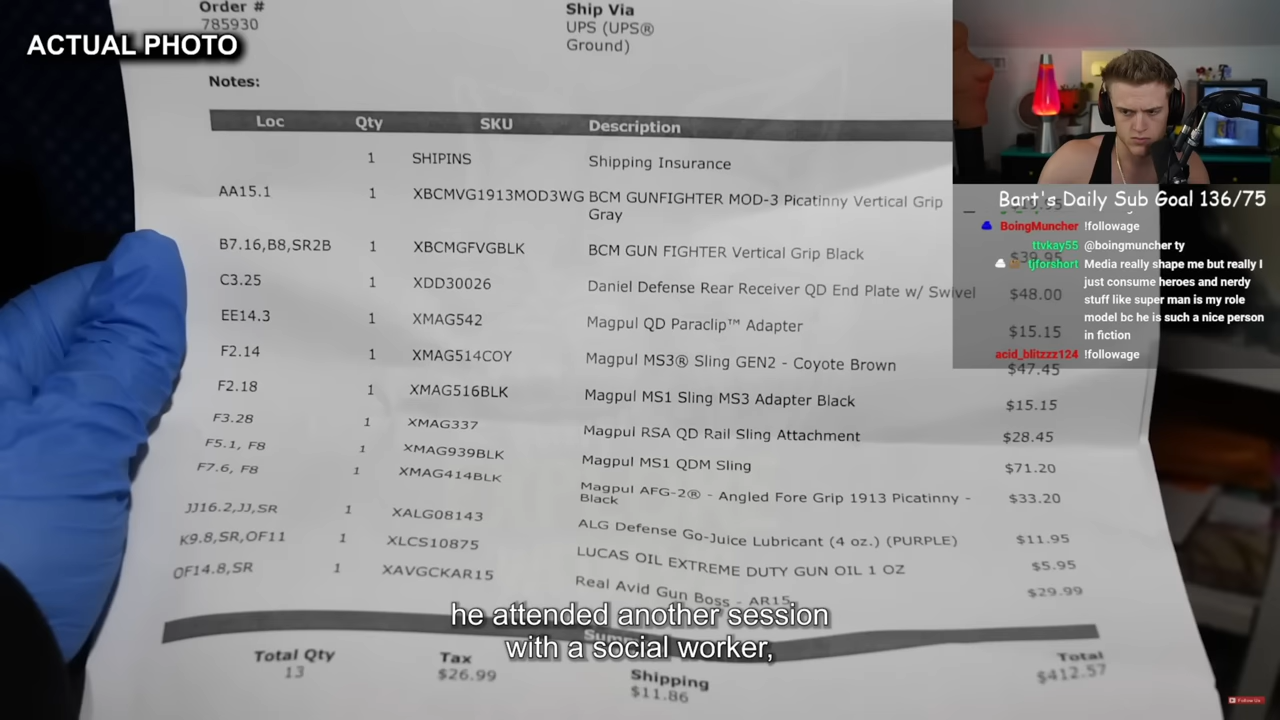 ACTUAL PHOTO
Order #
785930
Ship Via
UPS (UPS®
Ground)
Notes:
Loc Qty SKU Description
1 SHIPINS Shipping Insurance
AA15.1 1 XBCMVG1913MOD3WG BCM GUNFIGHTER MOD-3 Picatinny Vertical Grip
Gray
B7.16,B8,SR2B 1 XBCMGFVGBLK BCM GUN FIGHTER Vertical Grip Black $39.95
C3.25 1 XDD30026 Daniel Defense Rear Receiver QD End Plate w/ Swivel $48.00
EE14.3 1 XMAG542 Magpul QD Paraclip™ Adapter $15.15
F2.14 1 XMAG514COY Magpul MS3® Sling GEN2 - Coyote Brown $47.45
F2.18 1 XMAG516BLK Magpul MS1 Sling MS3 Adapter Black $15.15
F3.28 1 XMAG337 Magpul RSA QD Rail Sling Attachment $28.45
F5.1, F8 1 XMAG939BLK Magpul MS1 QDM Sling $71.20
F7.6, F8 1 XMAG414BLK Magpul AFG-2® - Angled Fore Grip 1913 Picatinny - $33.20
Black
JJ16.2,JJ,SR 1 XALG08143 ALG Defense Go-Juice Lubricant (4 oz.) (PURPLE) $11.95
K9.8,SR,OF11 1 XLCS10875 LUCAS OIL EXTREME DUTY GUN OIL 1 OZ $5.95
OF14.8,SR 1 XAVGCKAR15 Real Avid Gun Boss - AR15 $29.99
Total Qty
13
Tax
$26.99
Shipping
$11.86
Total
$412.57
he attended another session
with a social worker,
Bart's Daily Sub Goal 136/75
BoingMuncher !followage
ttvkay55 @boingmuncher ty
tjforshort Media really shape me but really I
just consume heroes and nerdy
stuff like super man is my role
model bc he is such a nice person
in fiction
acid_blitzzz124 !followage
Follow Us